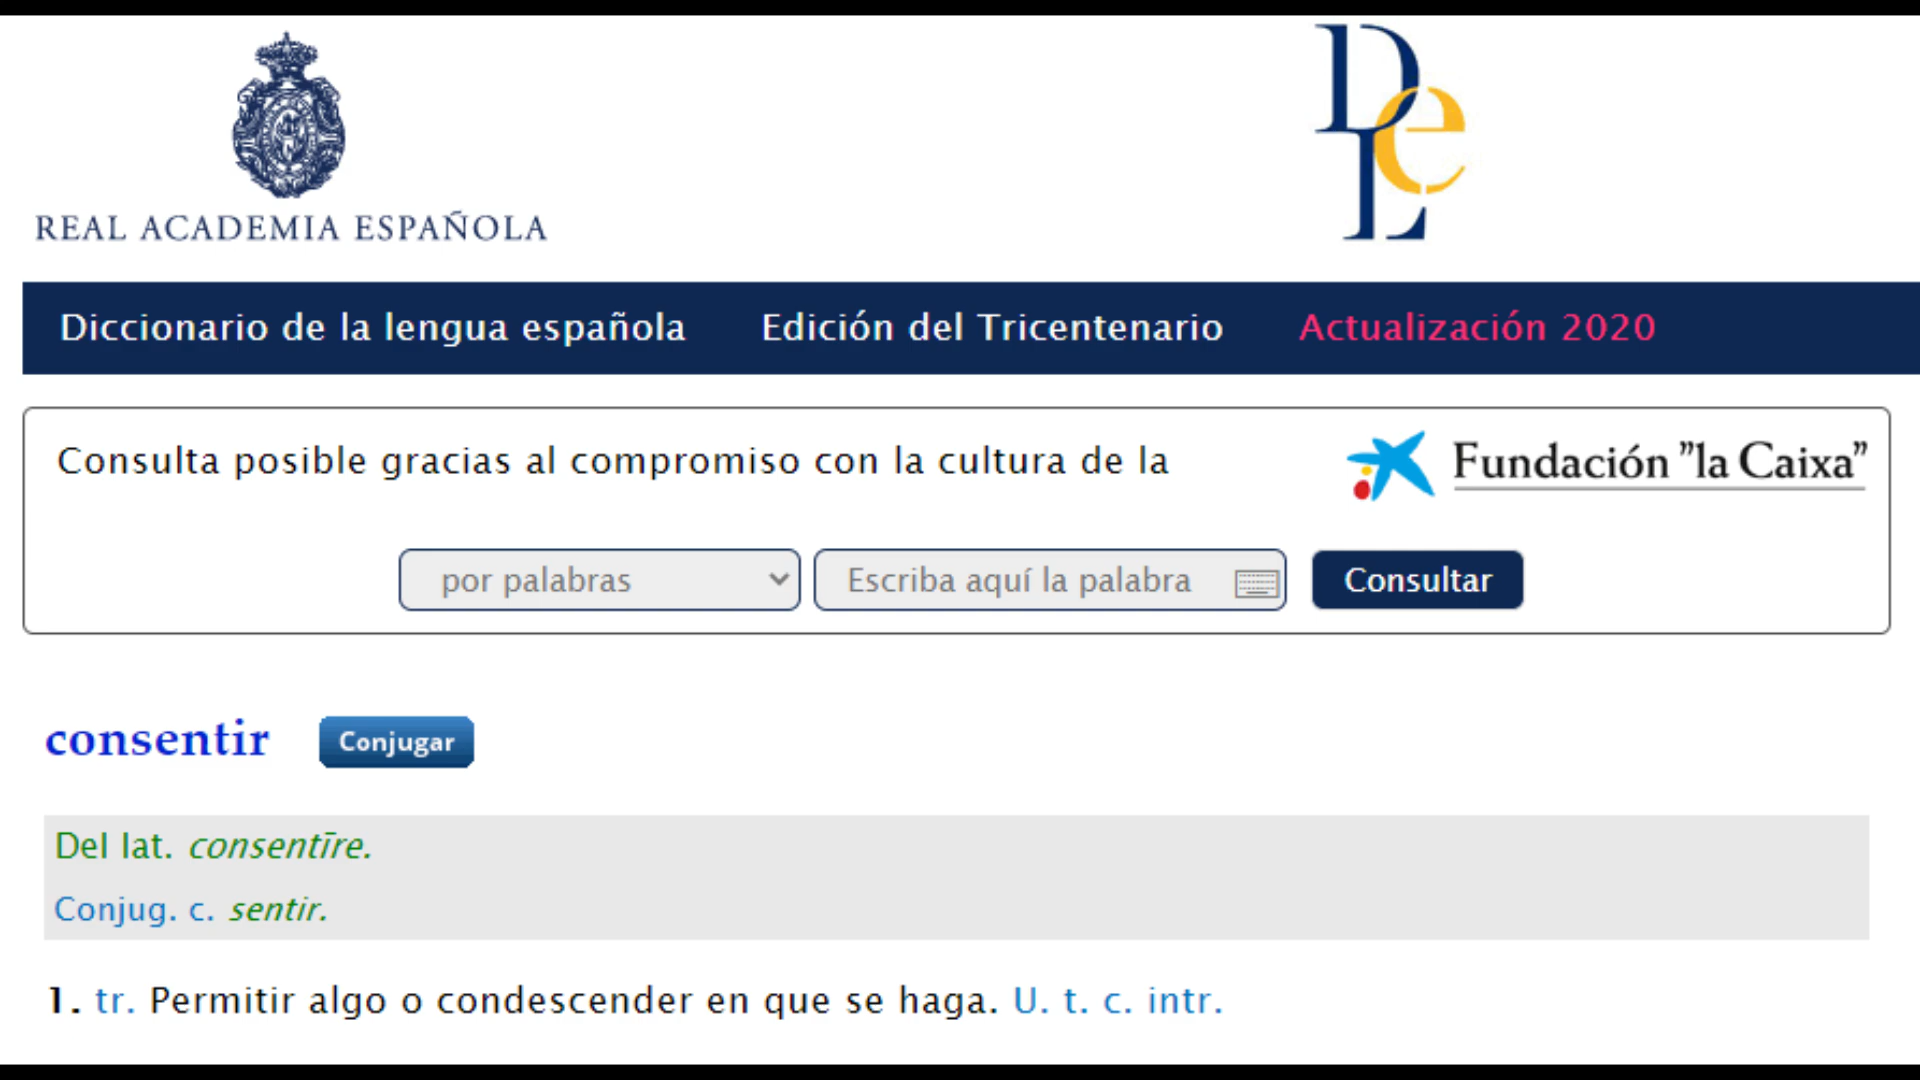 REAL ACADEMIA ESPAÑOLA
DLe
Diccionario de la lengua española Edición del Tricentenario Actualización 2020
Consulta posible gracias al compromiso con la cultura de la Fundación "la Caixa"
por palabras Escriba aquí la palabra Consultar
consentir Conjugar
Del lat. consentīre.
Conjug. c. sentir.
1. tr. Permitir algo o condescender en que se haga. U. t. c. intr.